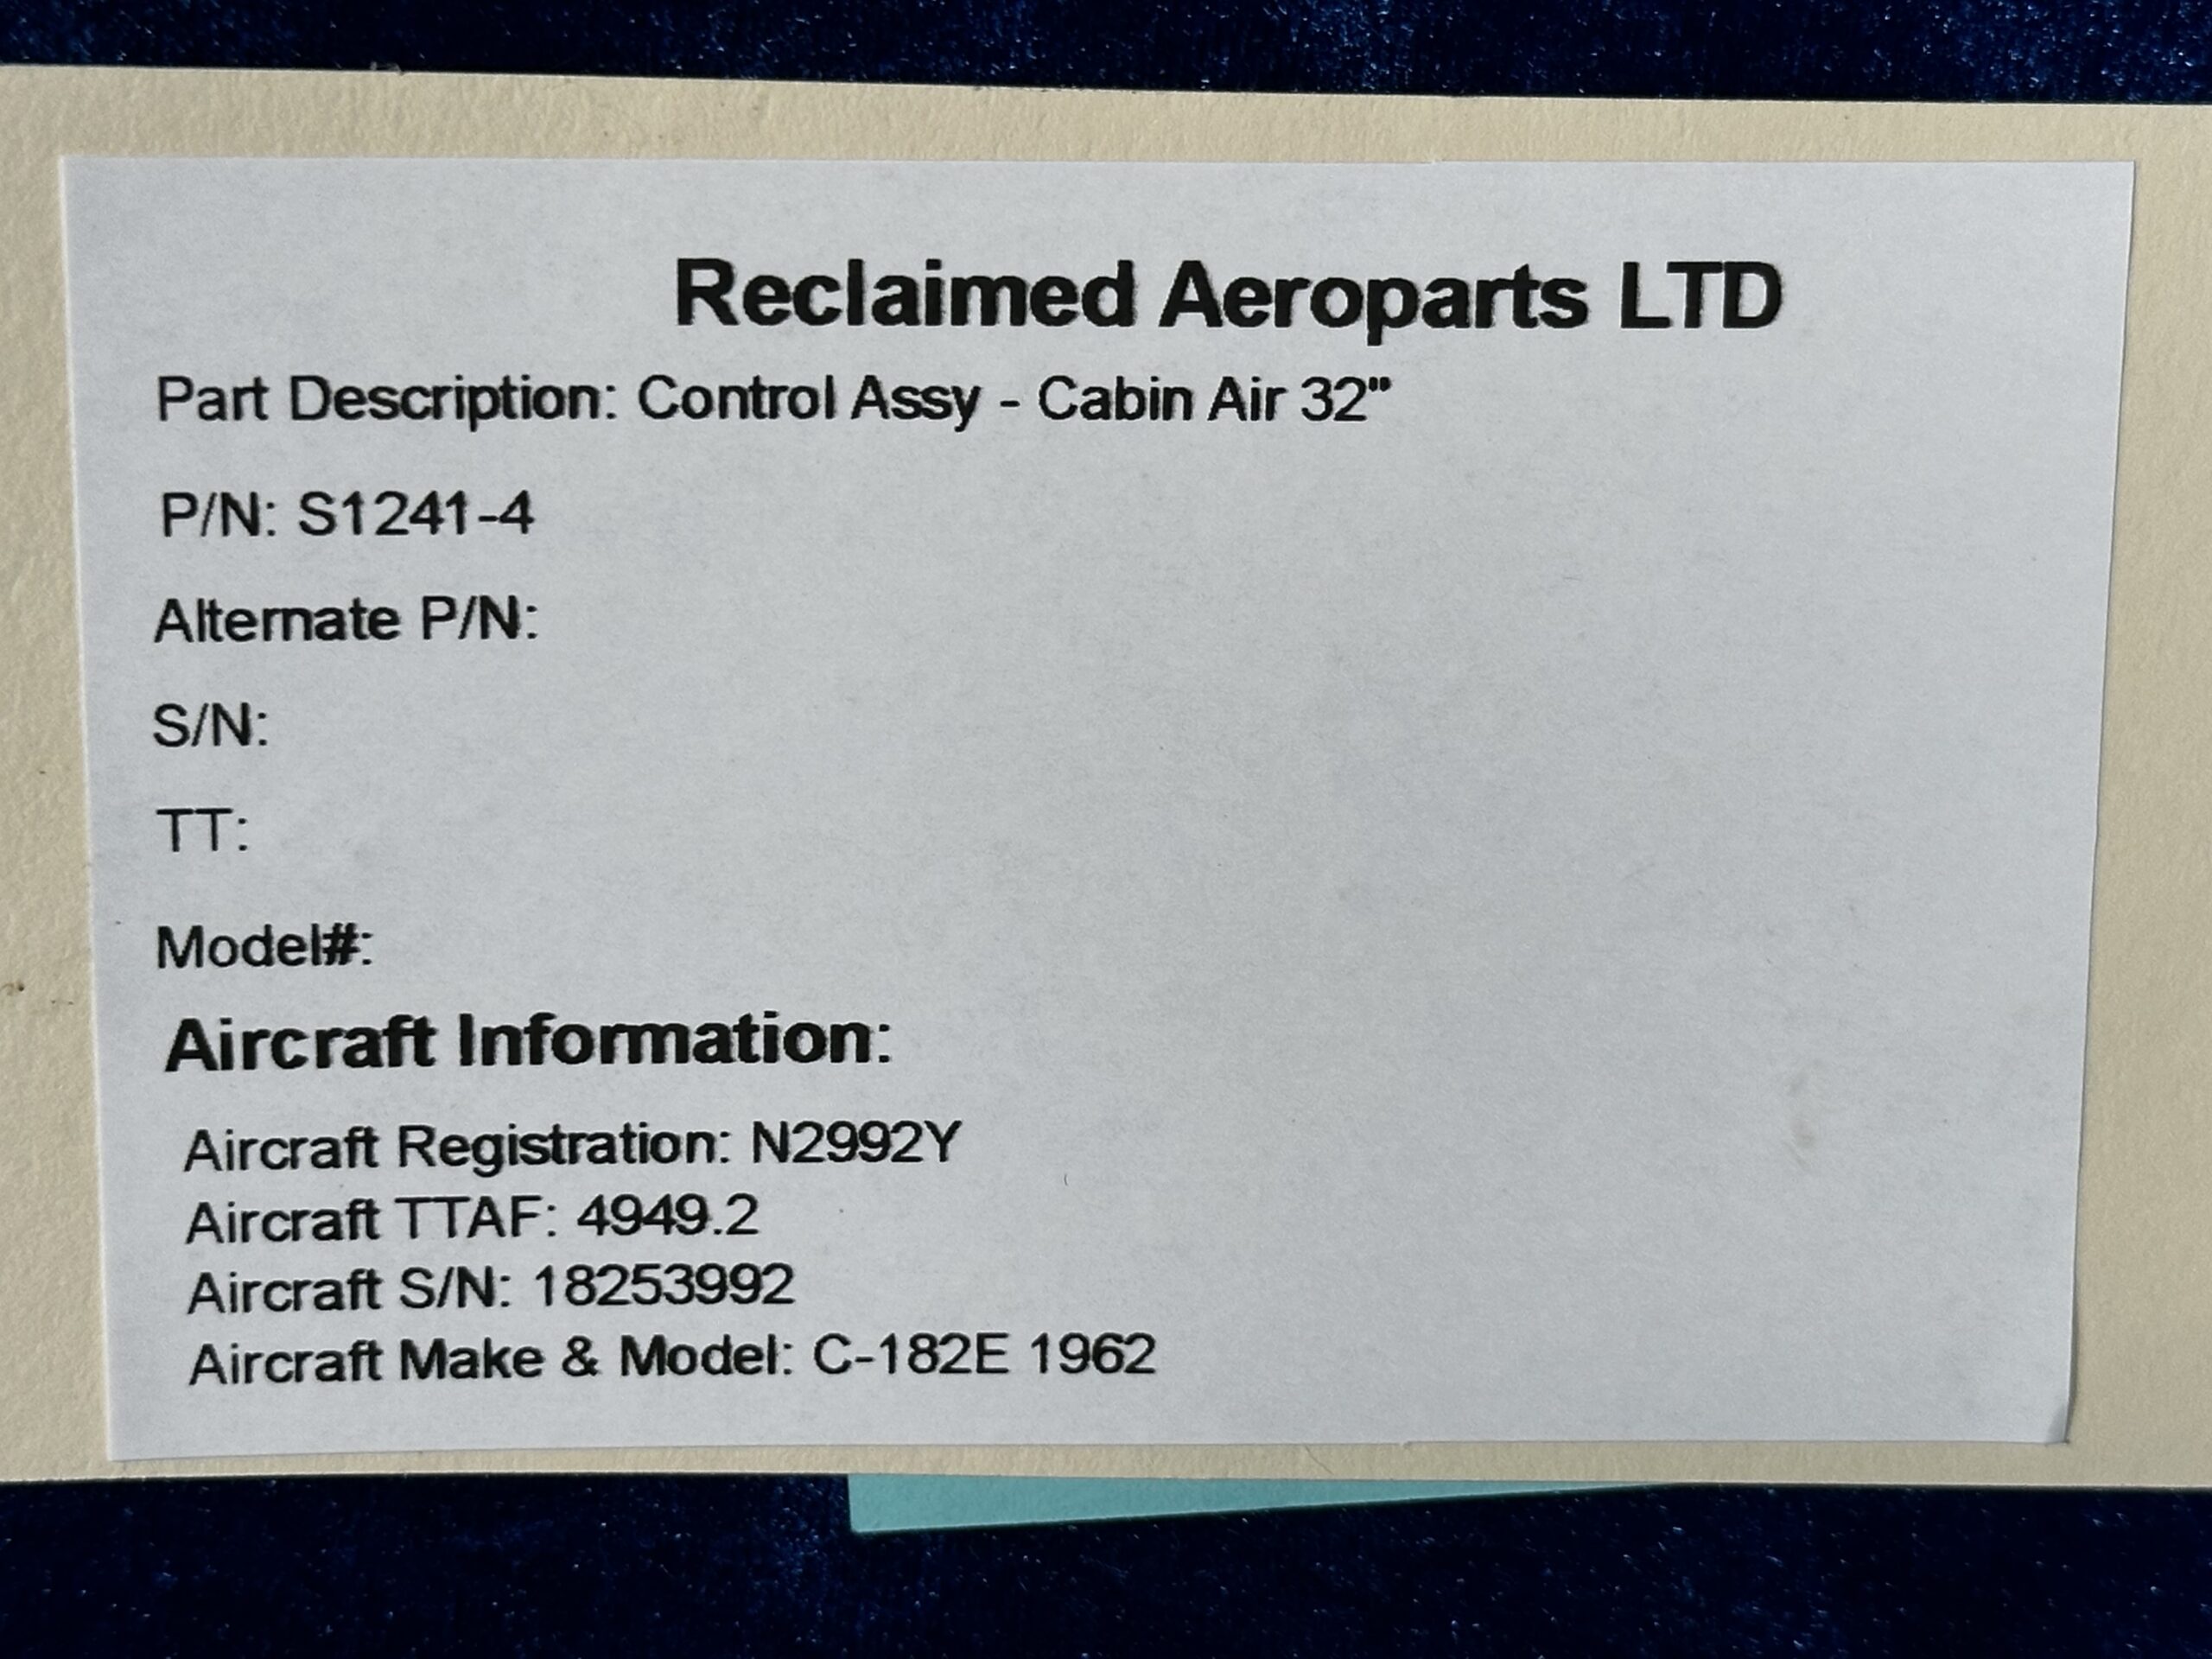 Reclaimed Aeroparts LTD
Part Description: Control Assy - Cabin Air 32"
P/N: S1241-4
Alternate P/N:
S/N:
TT:
Model#:
Aircraft Information:
Aircraft Registration: N2992Y
Aircraft TTAF: 4949.2
Aircraft S/N: 18253992
Aircraft Make & Model: C-182E 1962